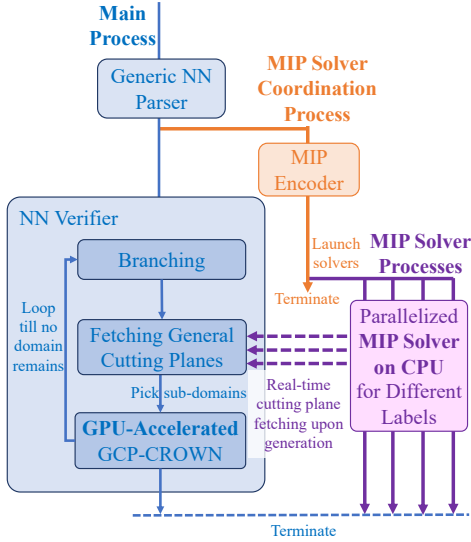 Main
Process
Generic NN
Parser
MIP Solver
Coordination
Process
MIP
Encoder
NN Verifier
Branching
Launch
solvers
Terminate
MIP Solver
Processes
Loop
till no
domain
remains
Fetching General
Cutting Planes
Parallelized
MIP Solver
on CPU
for Different
Labels
Pick sub-domains
Real-time
cutting plane
fetching upon
generation
GPU-Accelerated
GCP-CROWN
Terminate